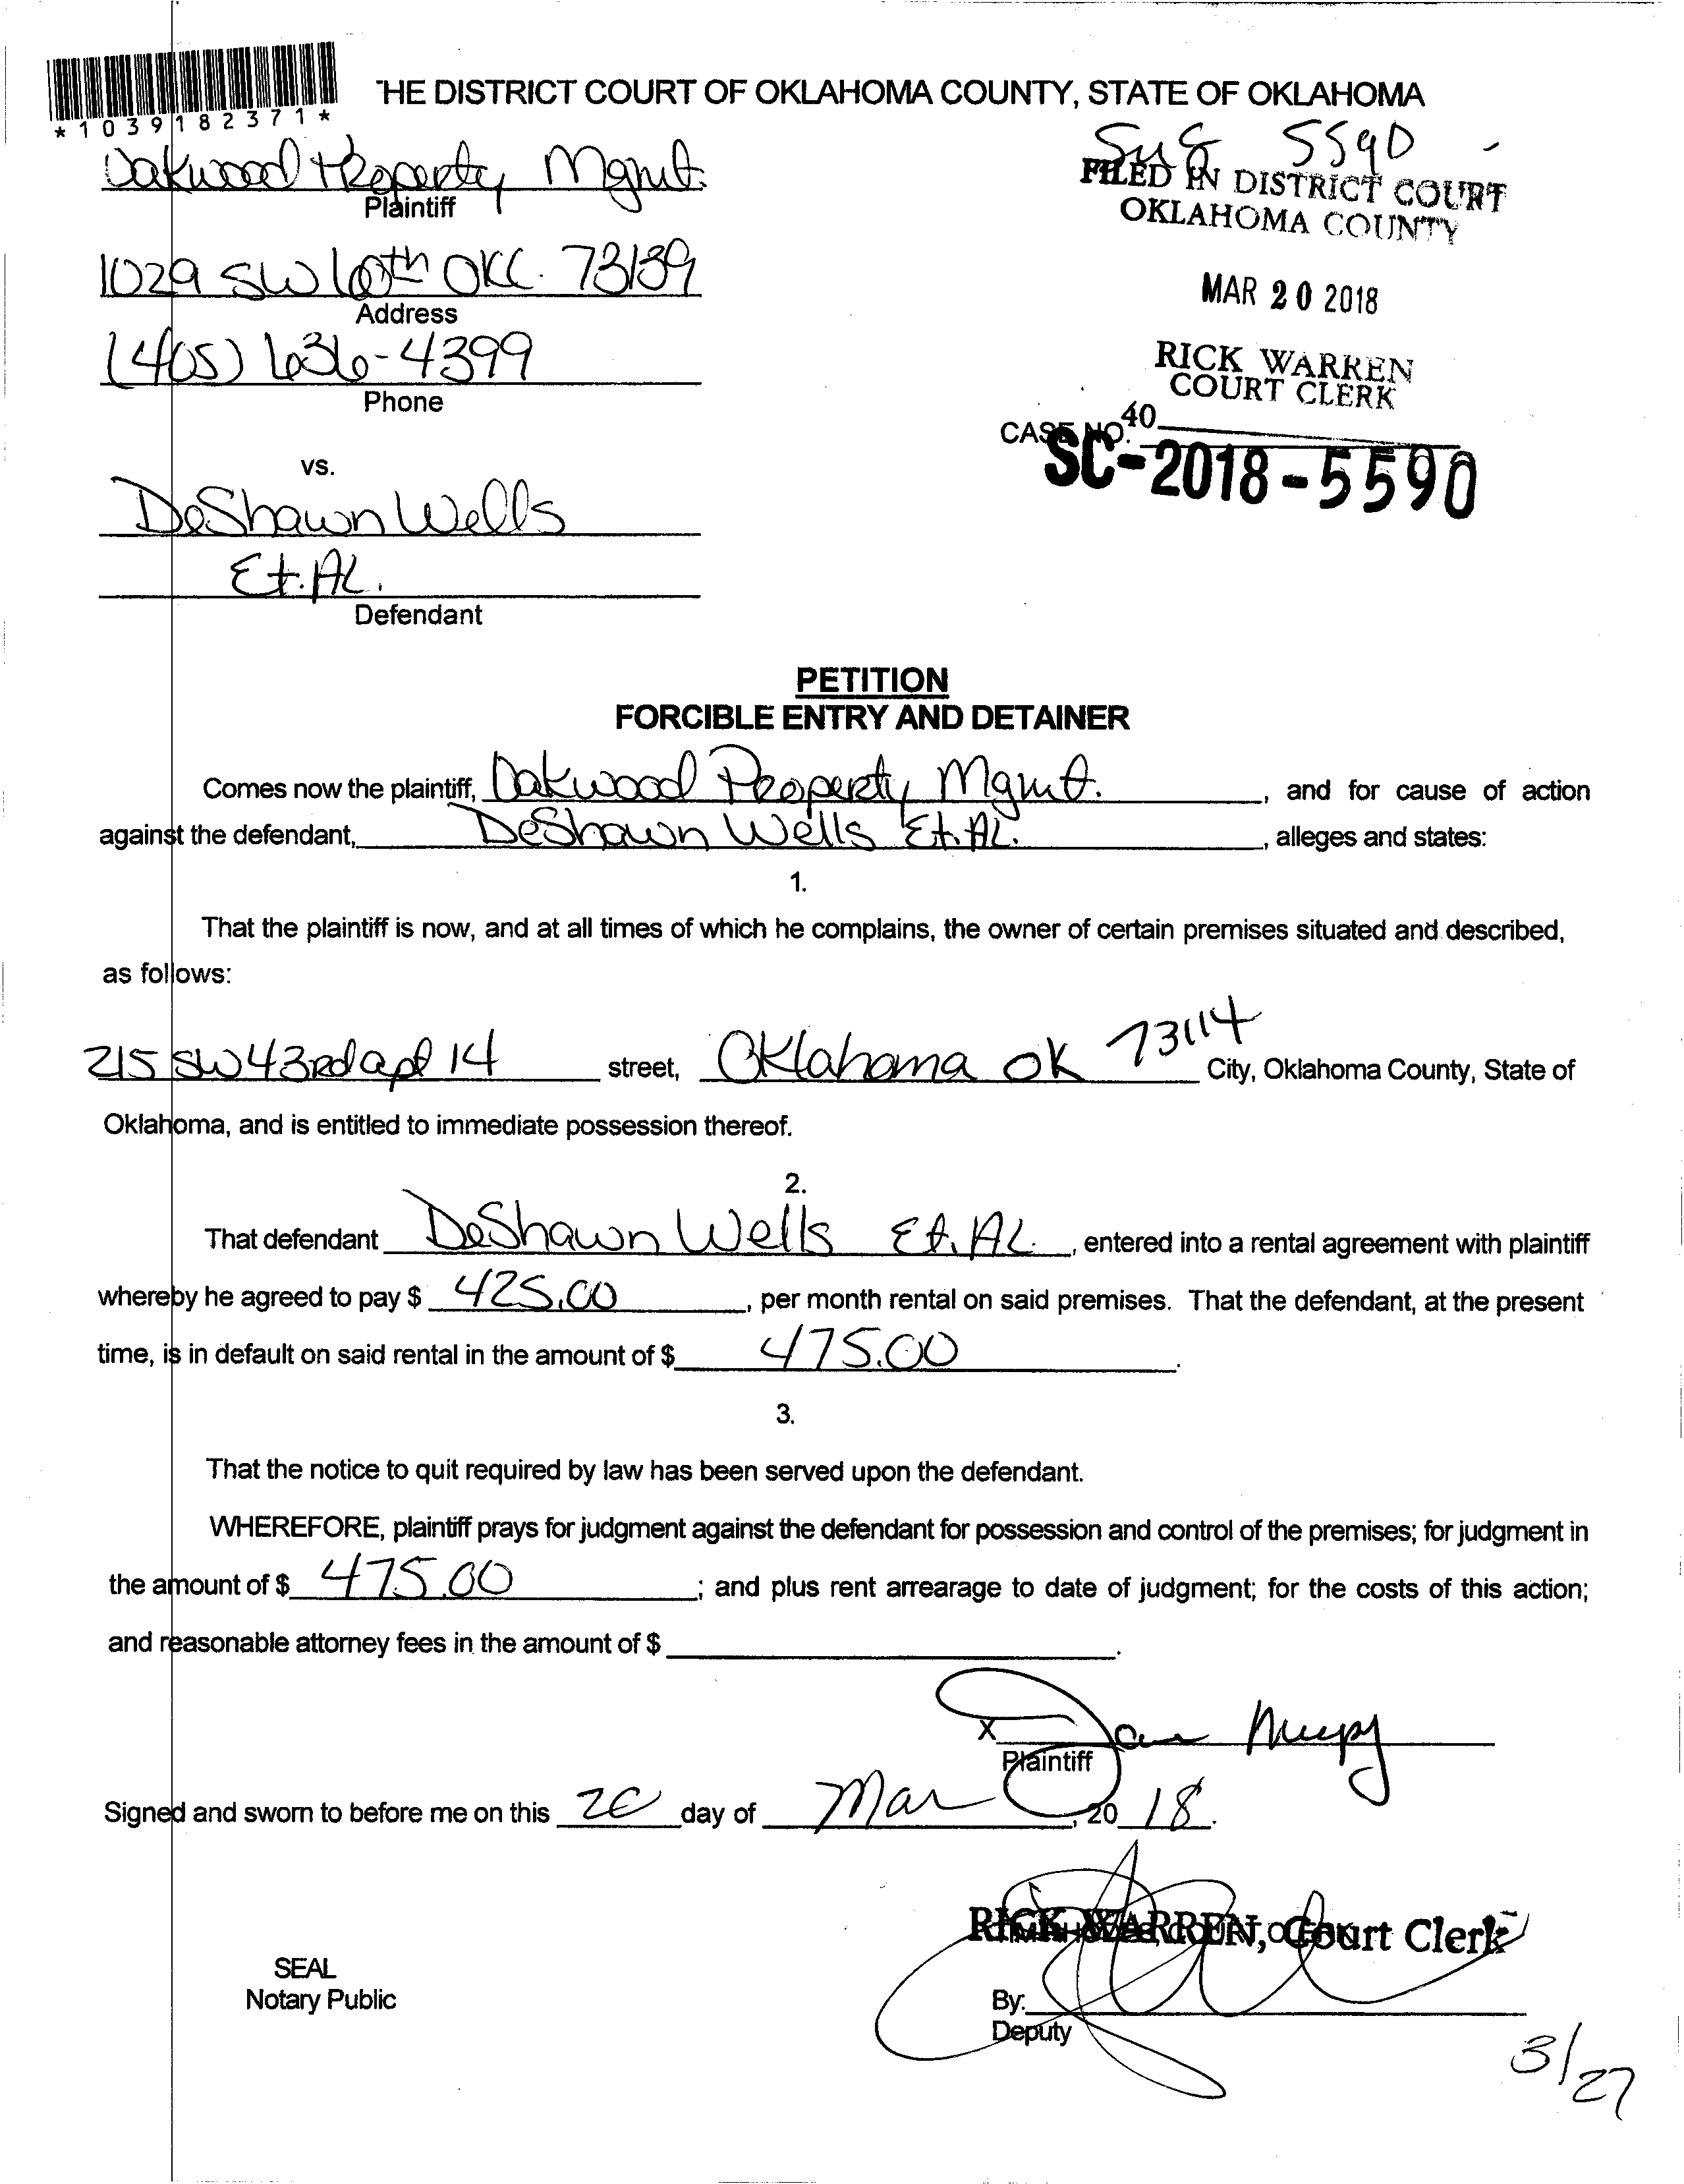 *1039182371*
THE DISTRICT COURT OF OKLAHOMA COUNTY, STATE OF OKLAHOMA
5590
Oakwood Property Mgmt.
Plaintiff
FILED IN DISTRICT COURT
OKLAHOMA COUNTY
1029 SW 60th OKC. 73139
Address
MAR 20 2018
(405) 636-4399
Phone
RICK WARREN
COURT CLERK
40
CASE NO.
SC-2018-5590
vs.
DeShawn Wells
Et. AL.
Defendant
PETITION
FORCIBLE ENTRY AND DETAINER
Comes now the plaintiff, Oakwood Property Mgmt. , and for cause of action
against the defendant, DeShawn Wells Et. AL. , alleges and states:
1.
That the plaintiff is now, and at all times of which he complains, the owner of certain premises situated and described,
as follows:
215 SW 43rd apt 14 street, Oklahoma OK 73114 City, Oklahoma County, State of
Oklahoma, and is entitled to immediate possession thereof.
2.
That defendant DeShawn Wells Et. AL. , entered into a rental agreement with plaintiff
whereby he agreed to pay $ 425.00 , per month rental on said premises. That the defendant, at the present
time, is in default on said rental in the amount of $ 475.00 .
3.
That the notice to quit required by law has been served upon the defendant.
WHEREFORE, plaintiff prays for judgment against the defendant for possession and control of the premises; for judgment in
the amount of $ 475.00 ; and plus rent arrearage to date of judgment; for the costs of this action;
and reasonable attorney fees in the amount of $ .
X
Plaintiff
Signed and sworn to before me on this 20 day of Mar , 20 18 .
RICK WARREN, Court Clerk
SEAL
Notary Public
By:
Deputy
3/27